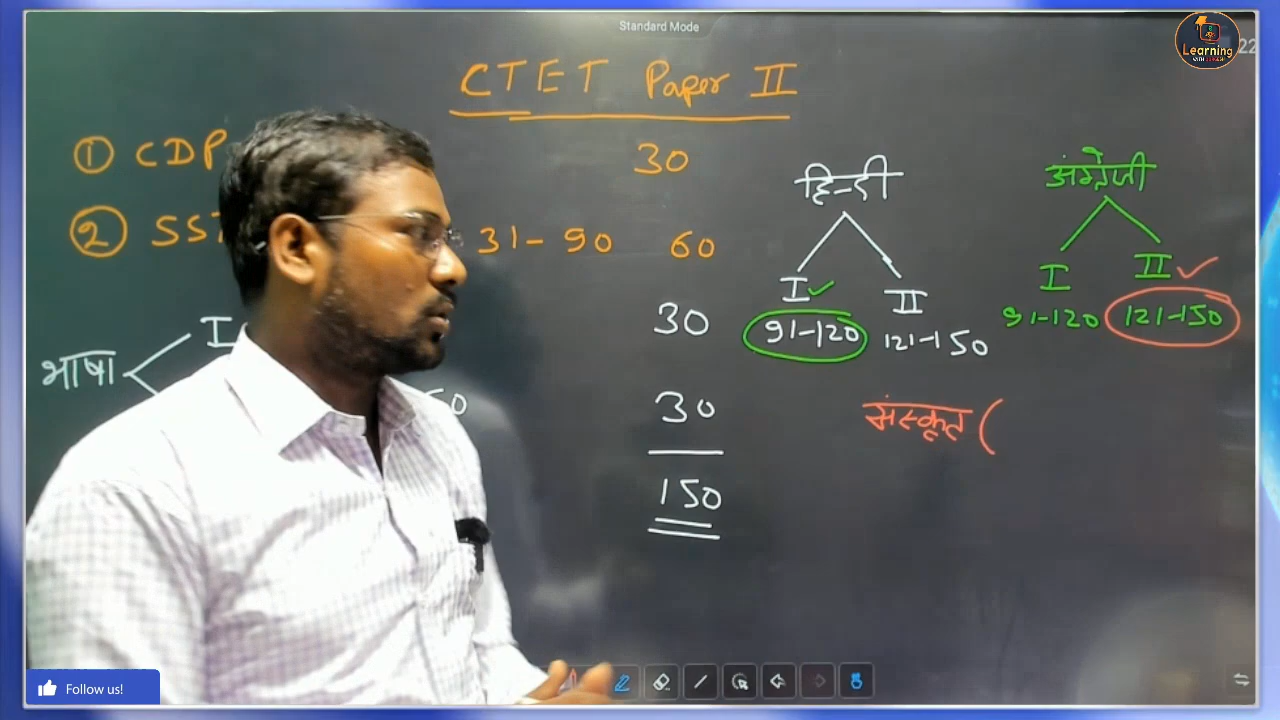 Standard Mode
Learning
22
CTET Paper II
① CDP 30
② SST 31-90 60
हिन्दी
I ✓ II
91-120 121-150
अंग्रेजी
I II ✓
91-120 121-150
भाषा I
30
30
150
संस्कृत (
Follow us!